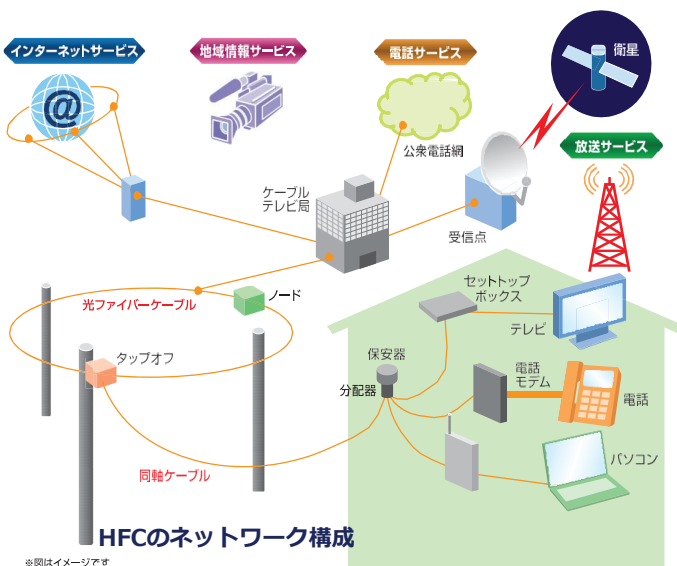 インターネットサービス
地域情報サービス
電話サービス
衛星
@
公衆電話網
放送サービス
ケーブル
テレビ局
受信点
光ファイバーケーブル
ノード
セットトップ
ボックス
テレビ
タップオフ
保安器
分配器
電話
モデム
電話
同軸ケーブル
パソコン
HFCのネットワーク構成
※図はイメージです